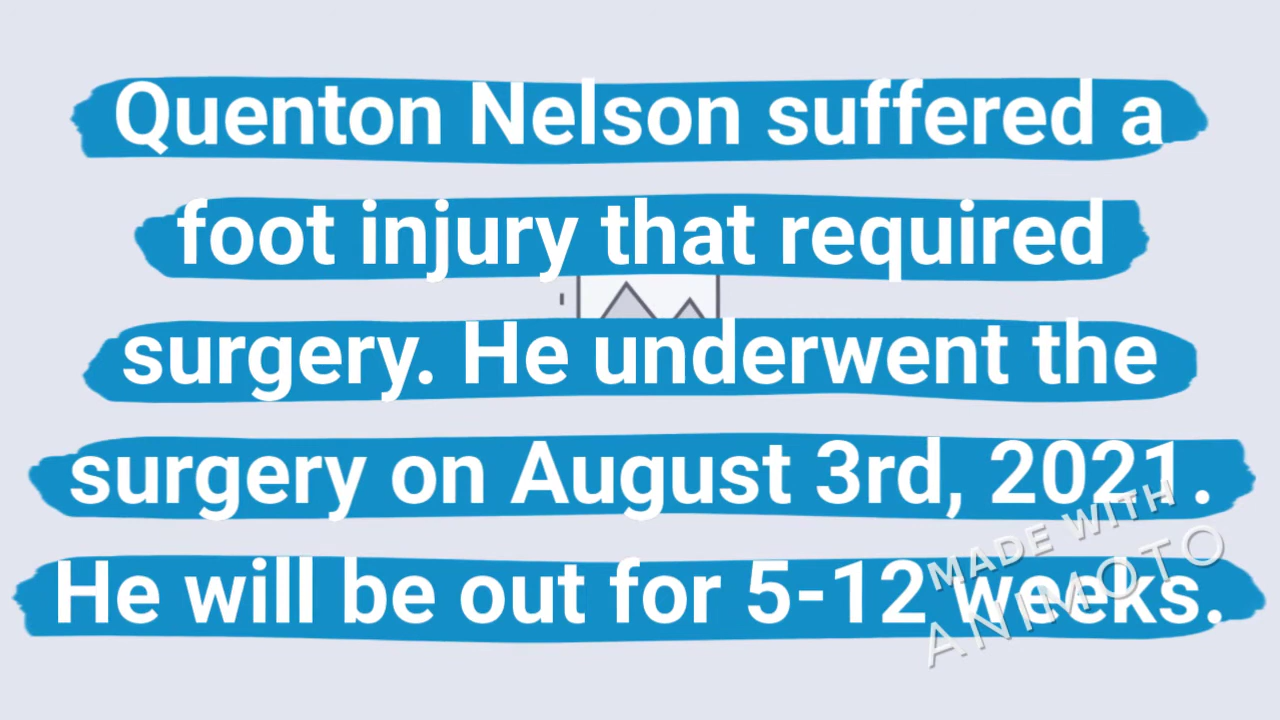 Quenton Nelson suffered a
foot injury that required
surgery. He underwent the
surgery on August 3rd, 2021.
He will be out for 5-12 weeks.
MADE WITH
ANIMOTO